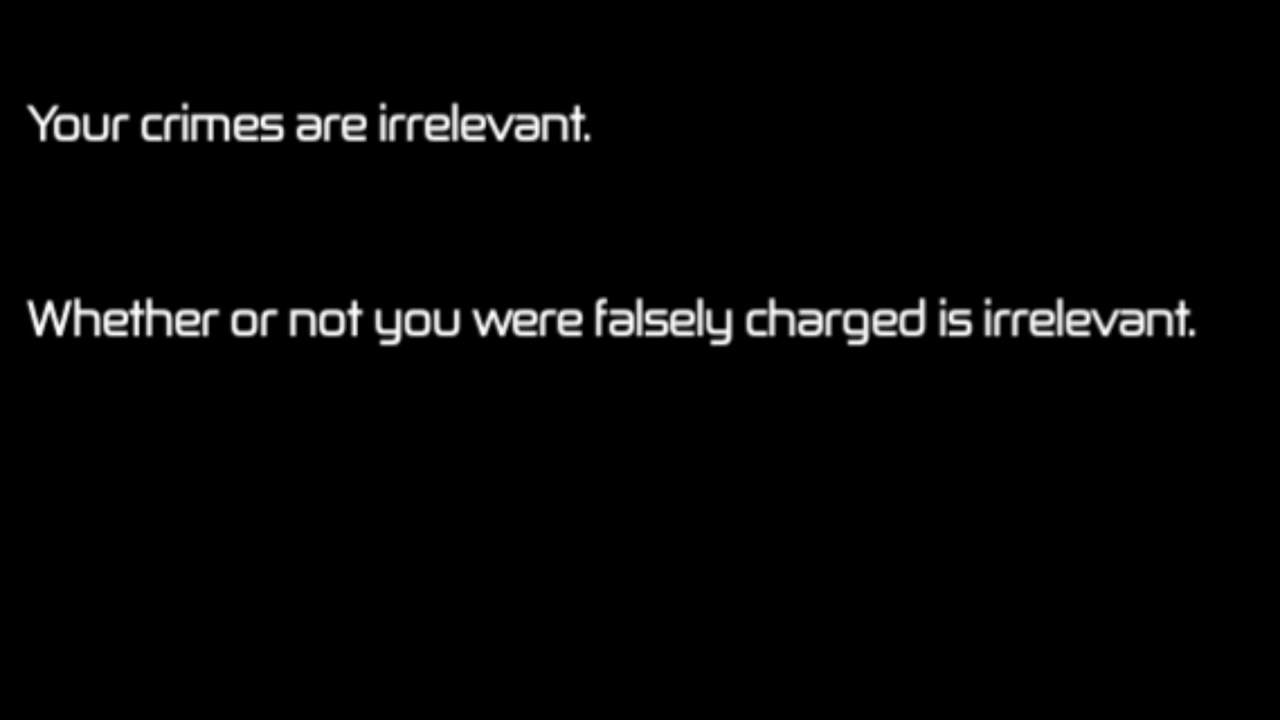 Your crimes are irrelevant.
Whether or not you were falsely charged is irrelevant.